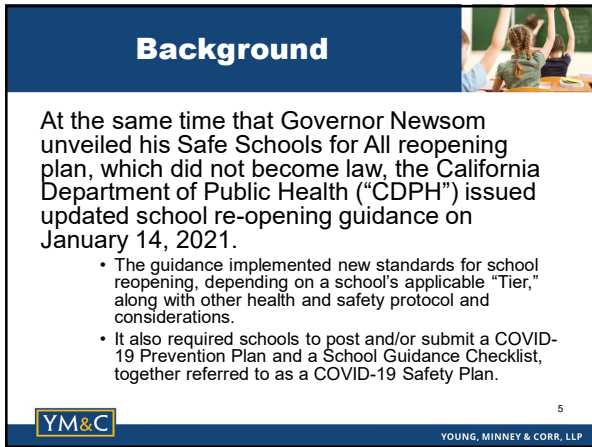 Background
At the same time that Governor Newsom
unveiled his Safe Schools for All reopening
plan, which did not become law, the California
Department of Public Health (“CDPH”) issued
updated school re-opening guidance on
January 14, 2021.
• The guidance implemented new standards for school
reopening, depending on a school’s applicable “Tier,”
along with other health and safety protocol and
considerations.
• It also required schools to post and/or submit a COVID-
19 Prevention Plan and a School Guidance Checklist,
together referred to as a COVID-19 Safety Plan.
5
YM&C
YOUNG, MINNEY & CORR, LLP